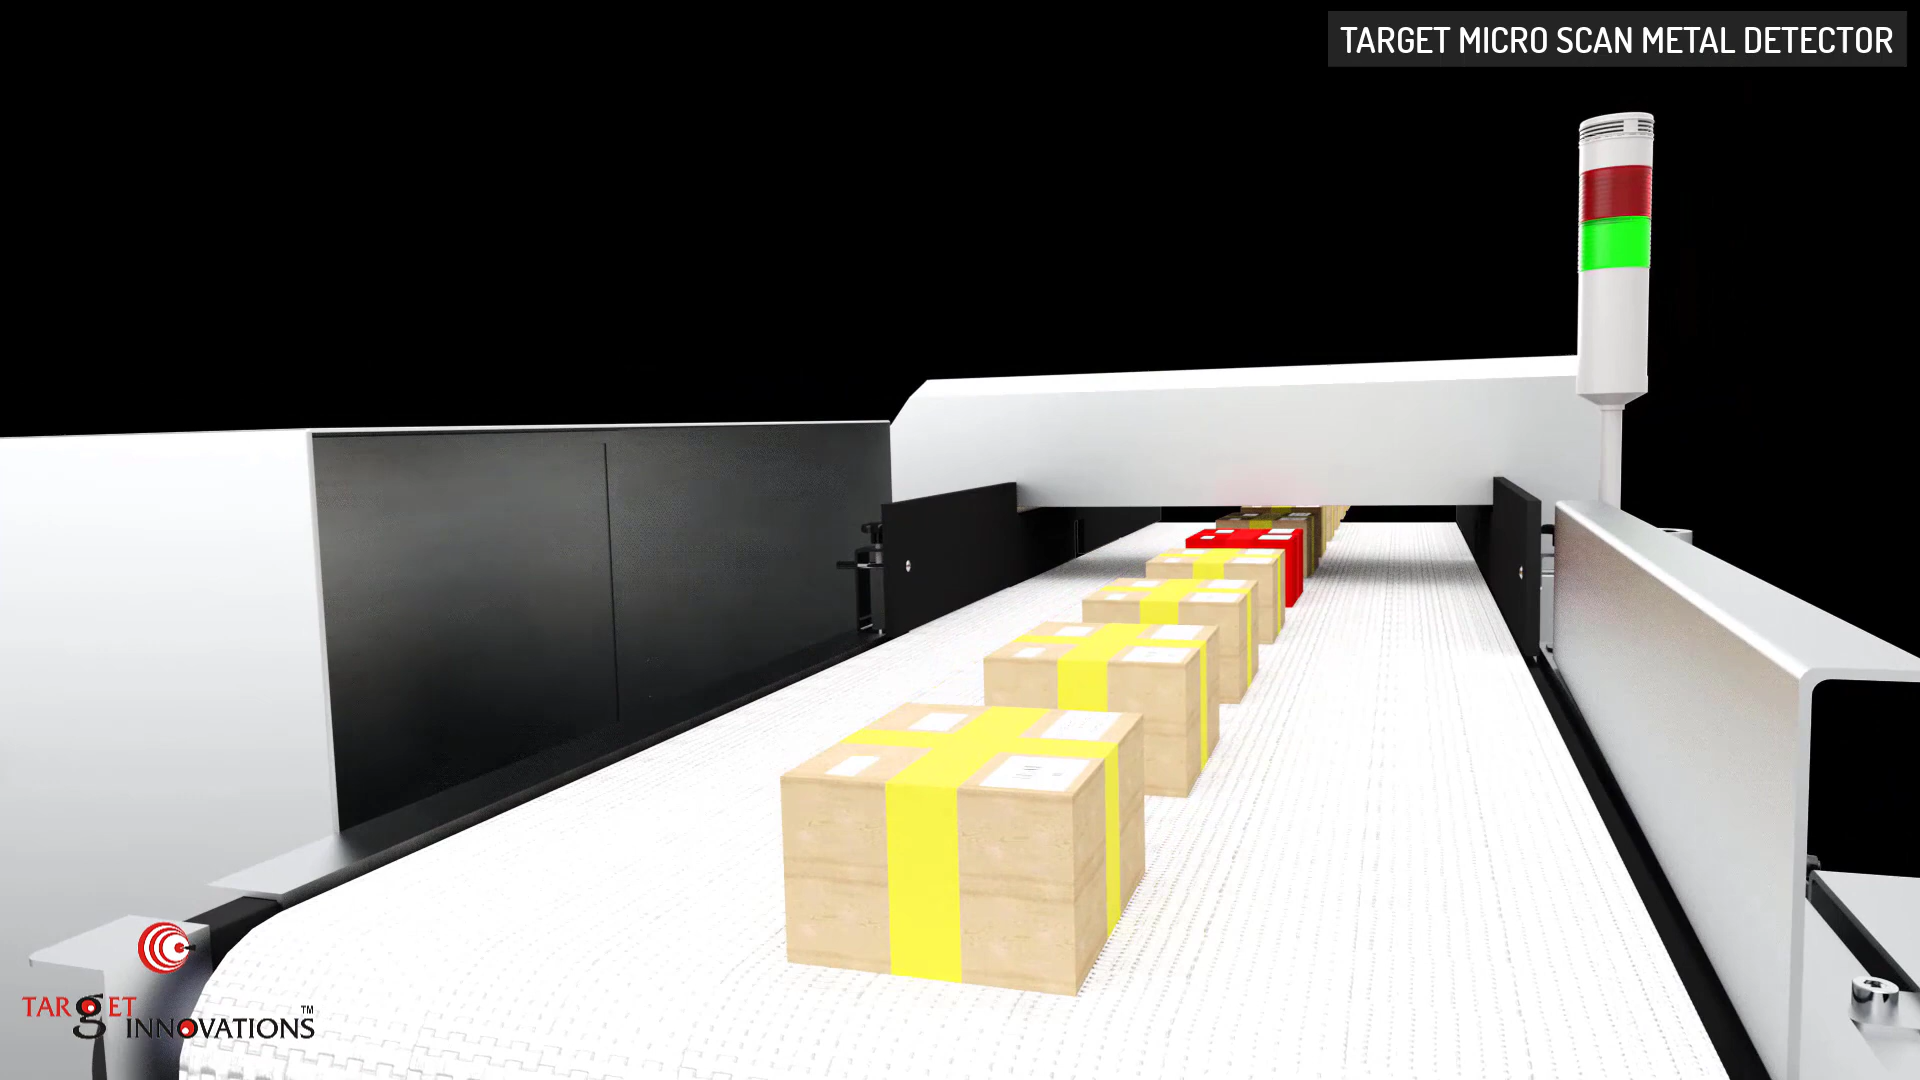 TARGET MICRO SCAN METAL DETECTOR
TARgET
INNOVATIONS™